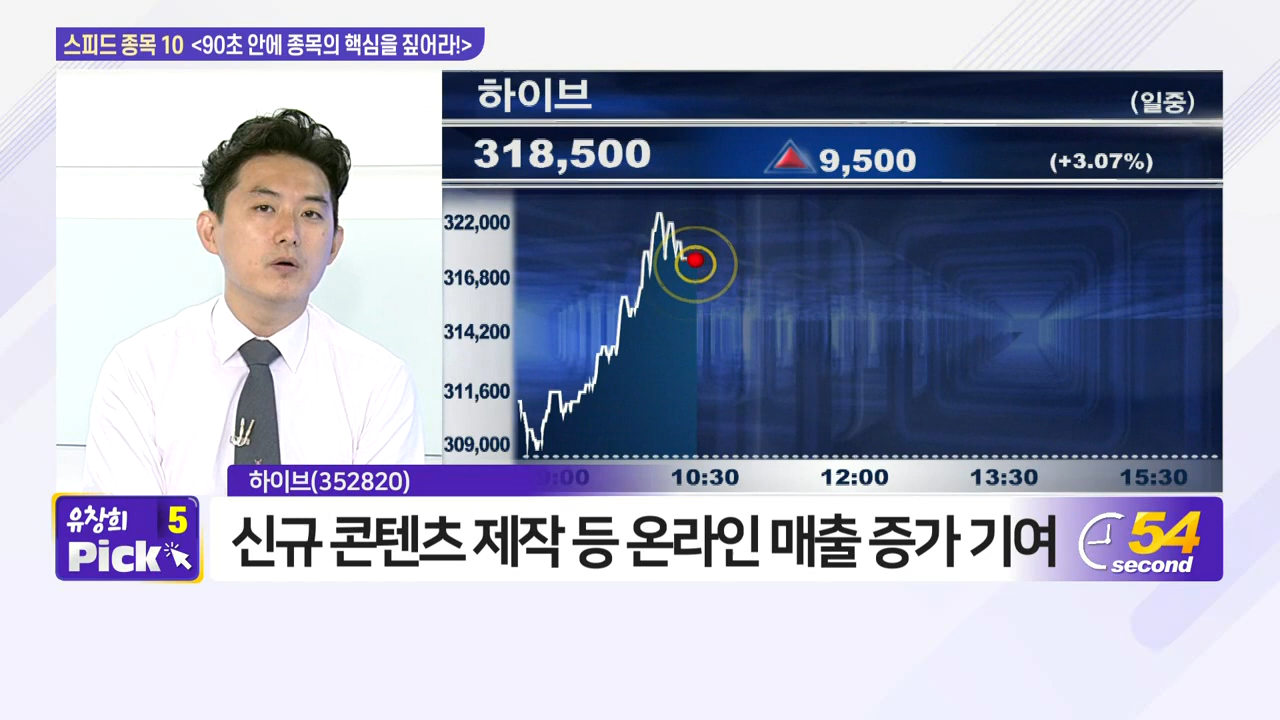 스피드 종목 10 <90초 안에 종목의 핵심을 짚어라!>
하이브
(일중)
318,500
9,500
(+3.07%)
322,000
316,800
314,200
311,600
309,000
9:00
10:30
12:00
13:30
15:30
하이브(352820)
유창희
5
Pick
신규 콘텐츠 제작 등 온라인 매출 증가 기여
54
second